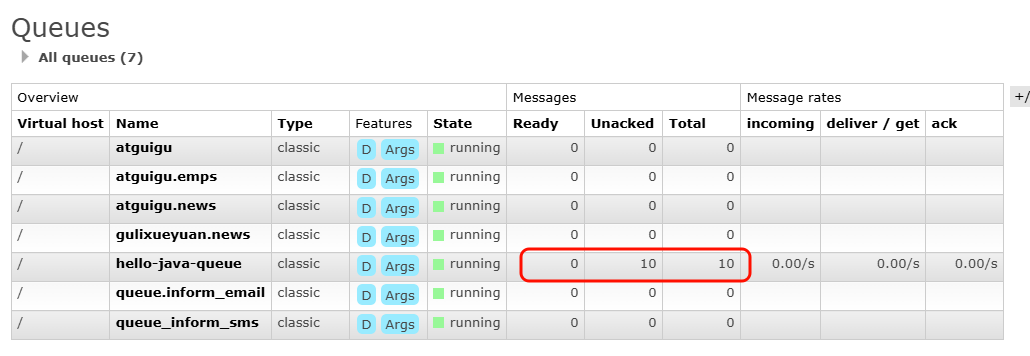 Queues
All queues (7)
Overview Messages Message rates +/
Virtual host Name Type Features State Ready Unacked Total incoming deliver / get ack
/ atguigu classic D Args running 0 0 0
/ atguigu.emps classic D Args running 0 0 0
/ atguigu.news classic D Args running 0 0 0
/ gulixueyuan.news classic D Args running 0 0 0
/ hello-java-queue classic D Args running 0 10 10 0.00/s 0.00/s 0.00/s
/ queue.inform_email classic D Args running 0 0 0
/ queue_inform_sms classic D Args running 0 0 0